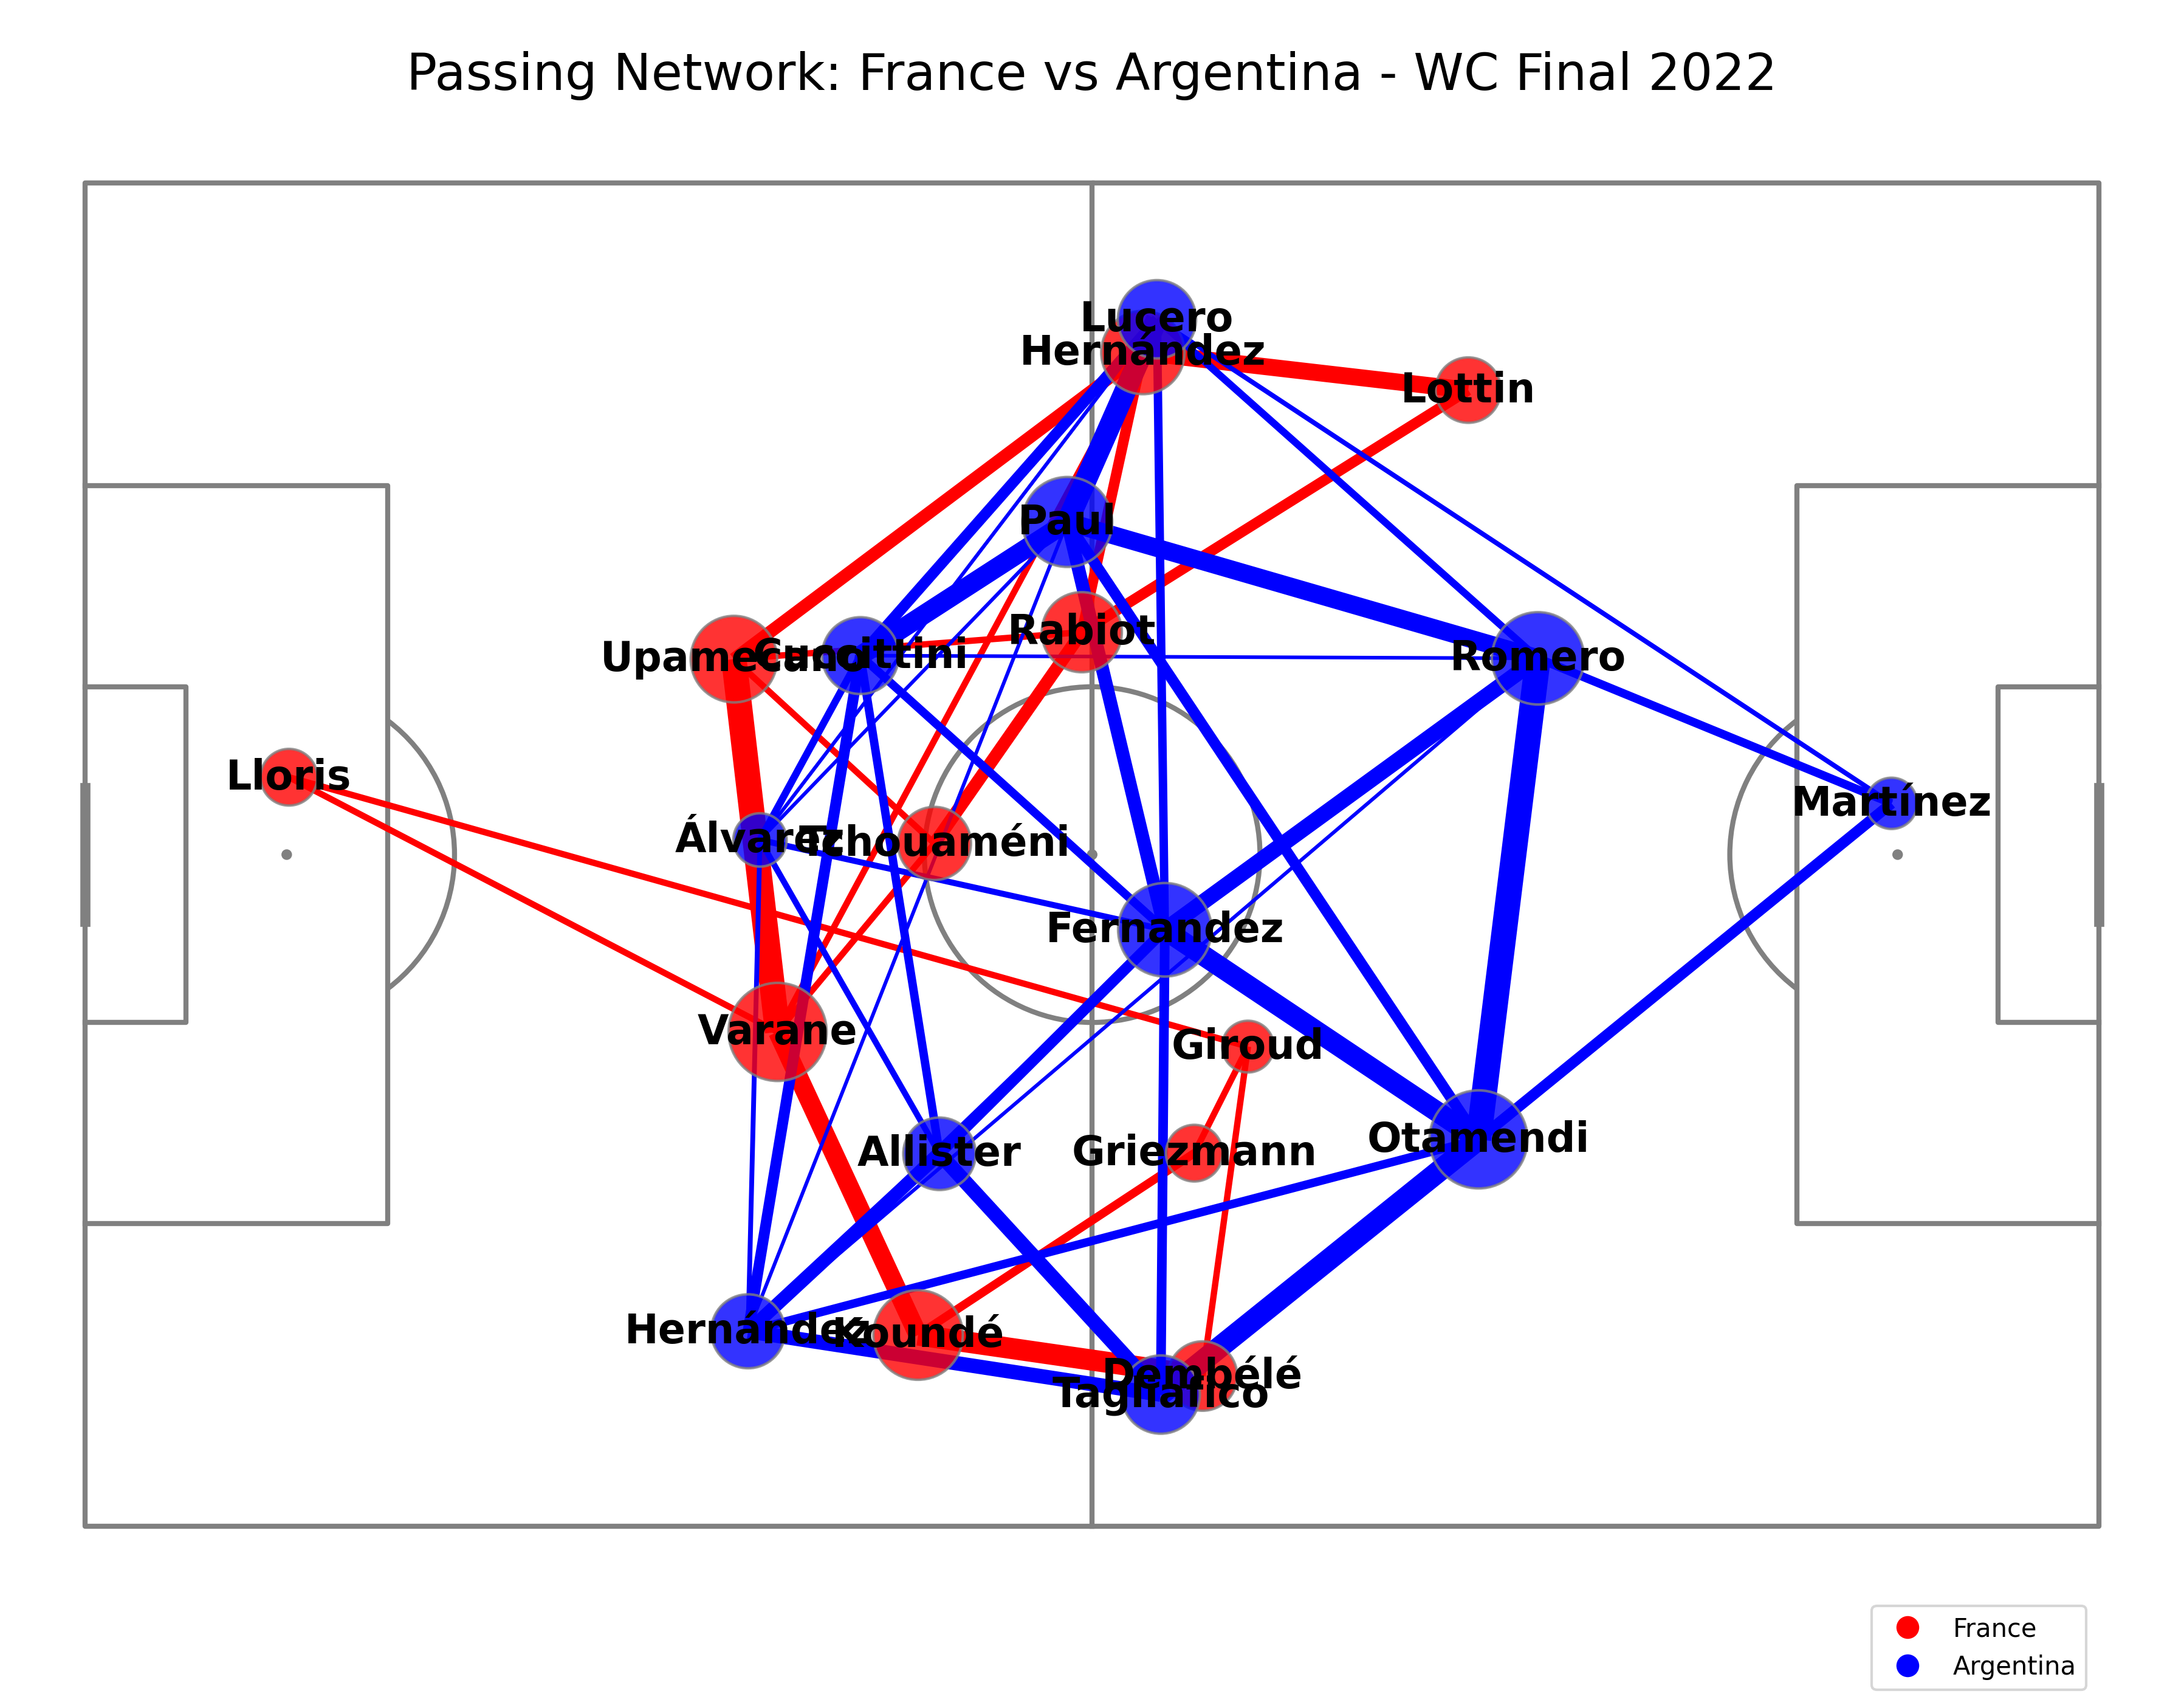 Passing Network: France vs Argentina - WC Final 2022
Lucero
Hernández
Lottin
Paul
Rabiot
Upamecano
Cuccittini
Romero
Lloris
Martínez
Álvarez
Tchouaméni
Fernandez
Varane
Giroud
Allister
Griezmann
Otamendi
Hernández
Koundé
Dembélé
Tagliafico
France
Argentina